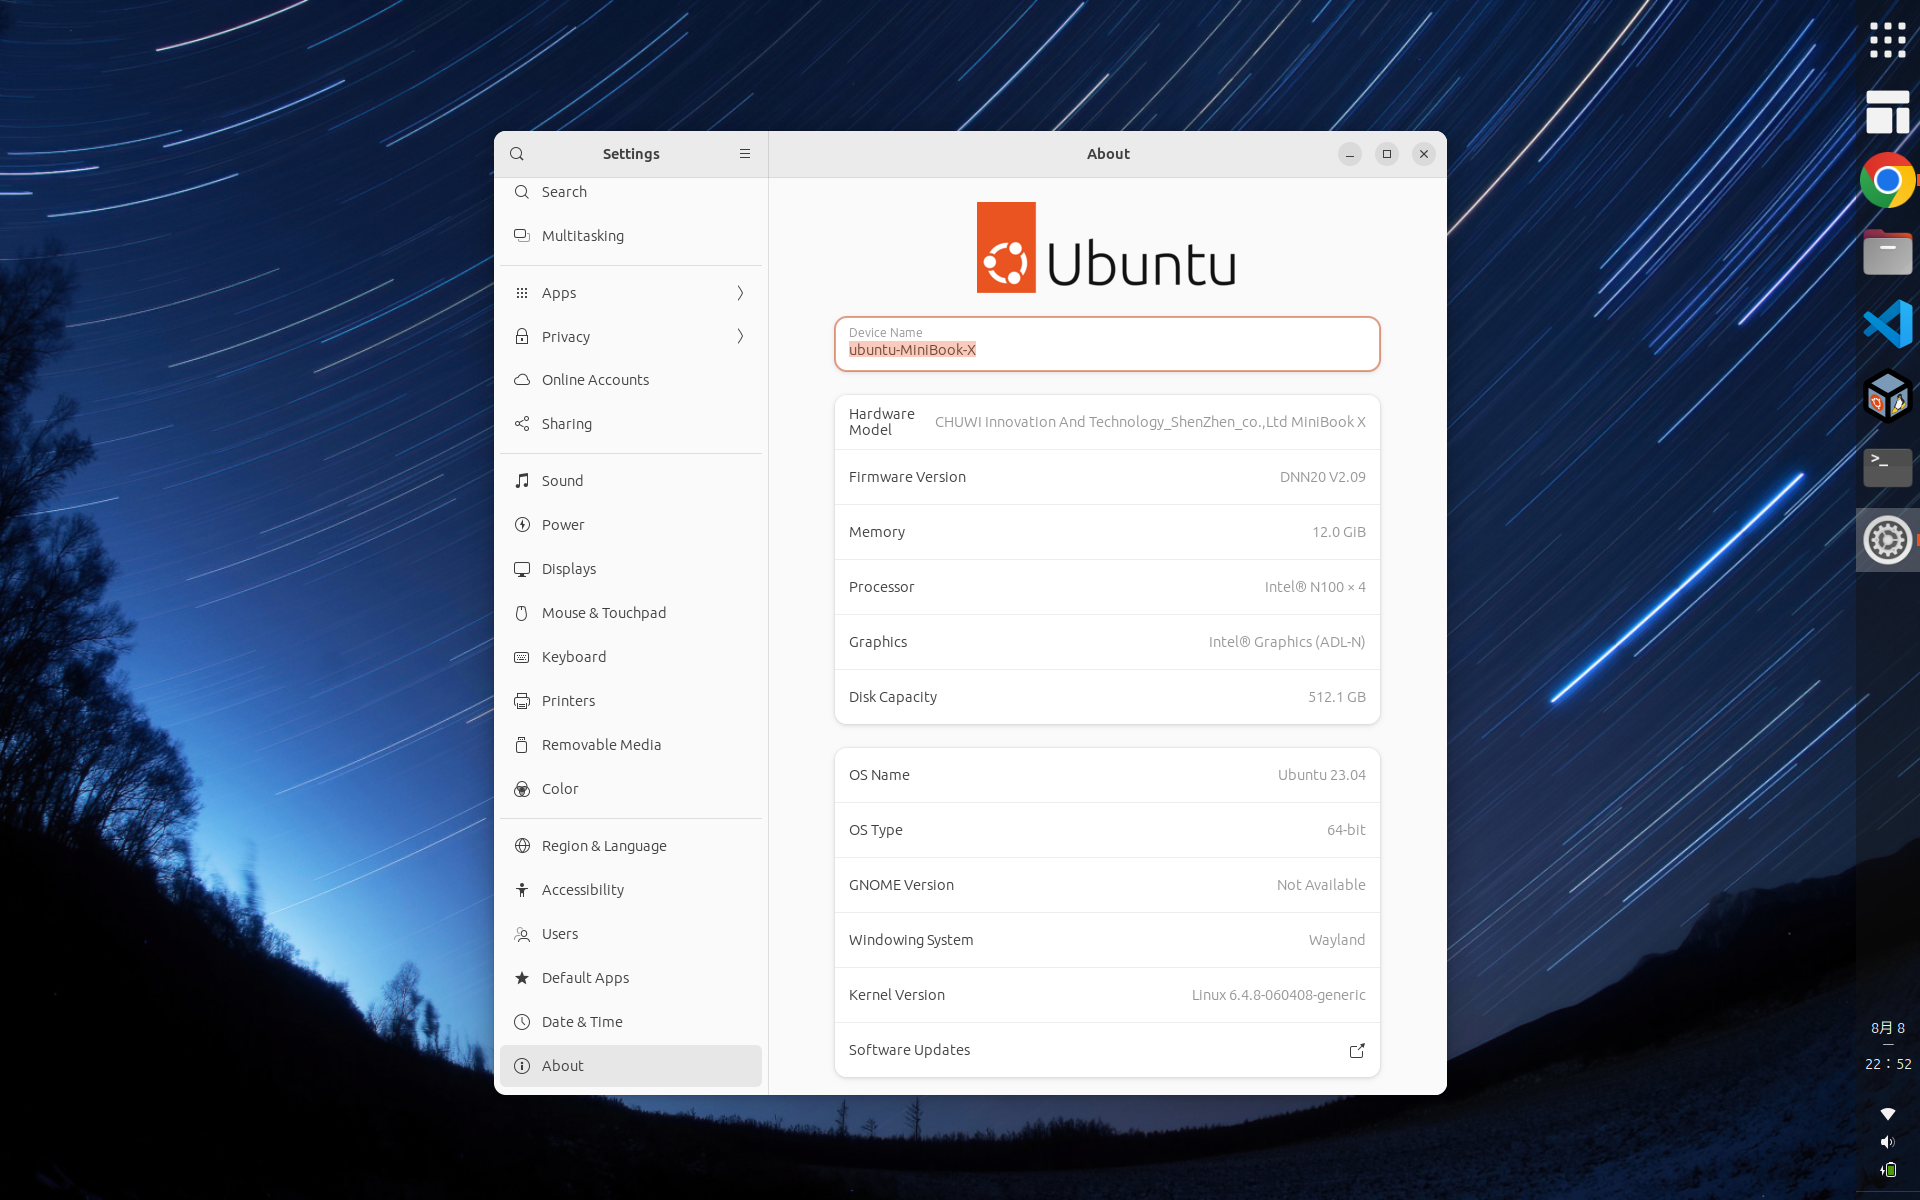 Settings
About
Search
Multitasking
Apps
Privacy
Online Accounts
Sharing
Sound
Power
Displays
Mouse & Touchpad
Keyboard
Printers
Removable Media
Color
Region & Language
Accessibility
Users
Default Apps
Date & Time
About
Ubuntu
Device Name
ubuntu-MiniBook-X
Hardware
Model
CHUWI Innovation And Technology_ShenZhen_co.,Ltd MiniBook X
Firmware Version DNN20 V2.09
Memory 12.0 GiB
Processor Intel® N100 × 4
Graphics Intel® Graphics (ADL-N)
Disk Capacity 512.1 GB
OS Name Ubuntu 23.04
OS Type 64-bit
GNOME Version Not Available
Windowing System Wayland
Kernel Version Linux 6.4.8-060408-generic
Software Updates
>_
8月 8
—
22：52